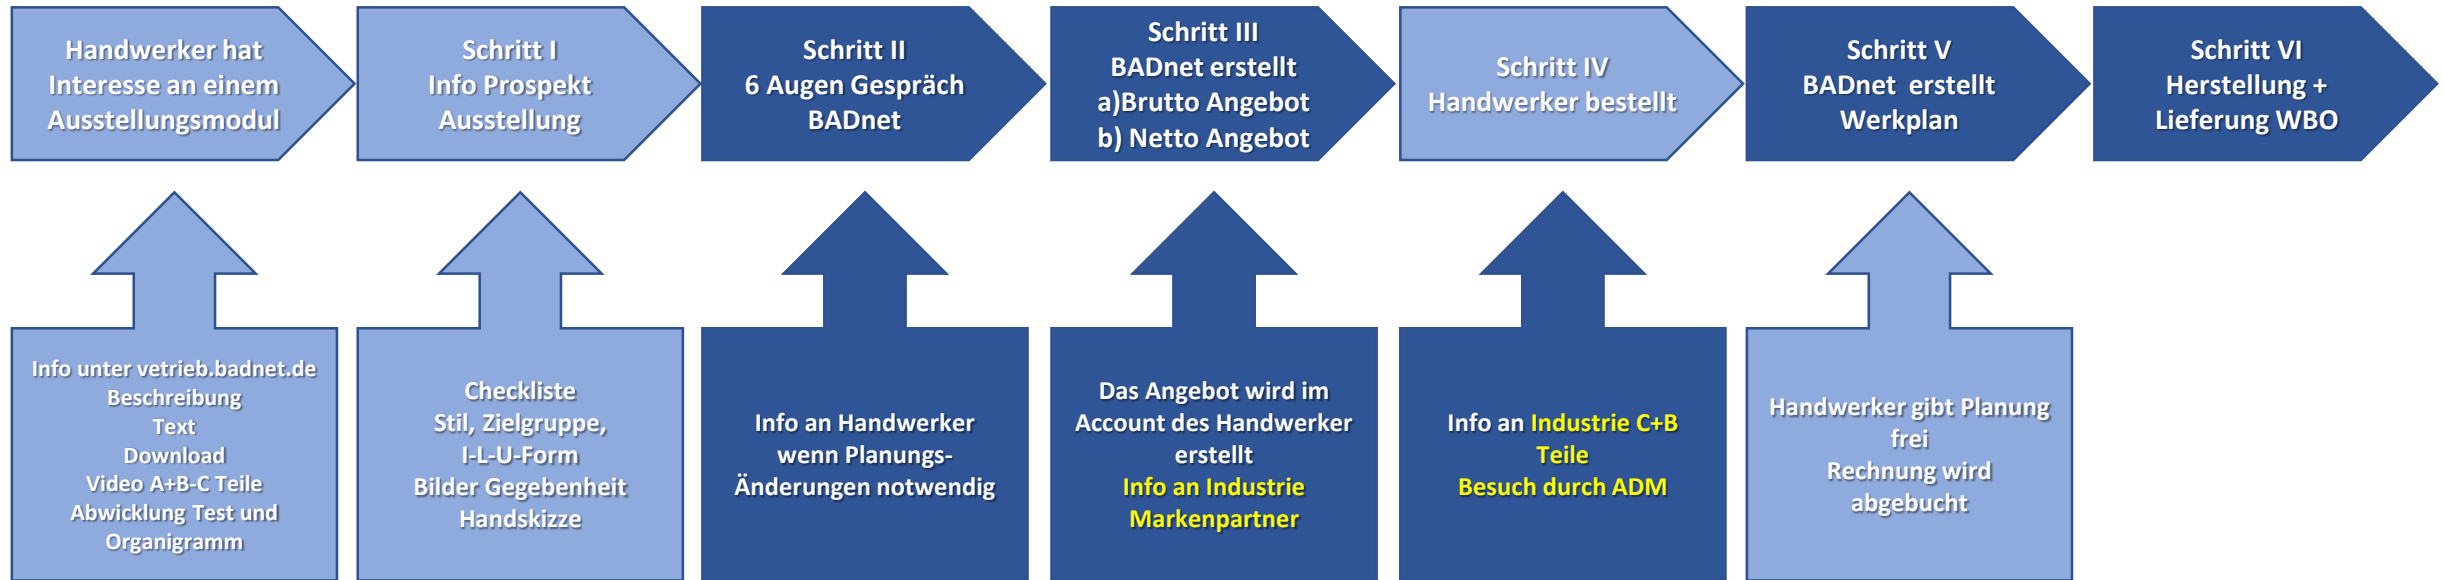 Handwerker hat
Interesse an einem
Ausstellungsmodul
Schritt I
Info Prospekt
Ausstellung
Schritt II
6 Augen Gespräch
BADnet
Schritt III
BADnet erstellt
a)Brutto Angebot
b) Netto Angebot
Schritt IV
Handwerker bestellt
Schritt V
BADnet erstellt
Werkplan
Schritt VI
Herstellung +
Lieferung WBO
Info unter vetrieb.badnet.de
Beschreibung
Text
Download
Video A+B-C Teile
Abwicklung Test und
Organigramm
Checkliste
Stil, Zielgruppe,
I-L-U-Form
Bilder Gegebenheit
Handskizze
Info an Handwerker
wenn Planungs-
Änderungen notwendig
Das Angebot wird im
Account des Handwerker
erstellt
Info an Industrie
Markenpartner
Info an Industrie C+B
Teile
Besuch durch ADM
Handwerker gibt Planung
frei
Rechnung wird
abgebucht